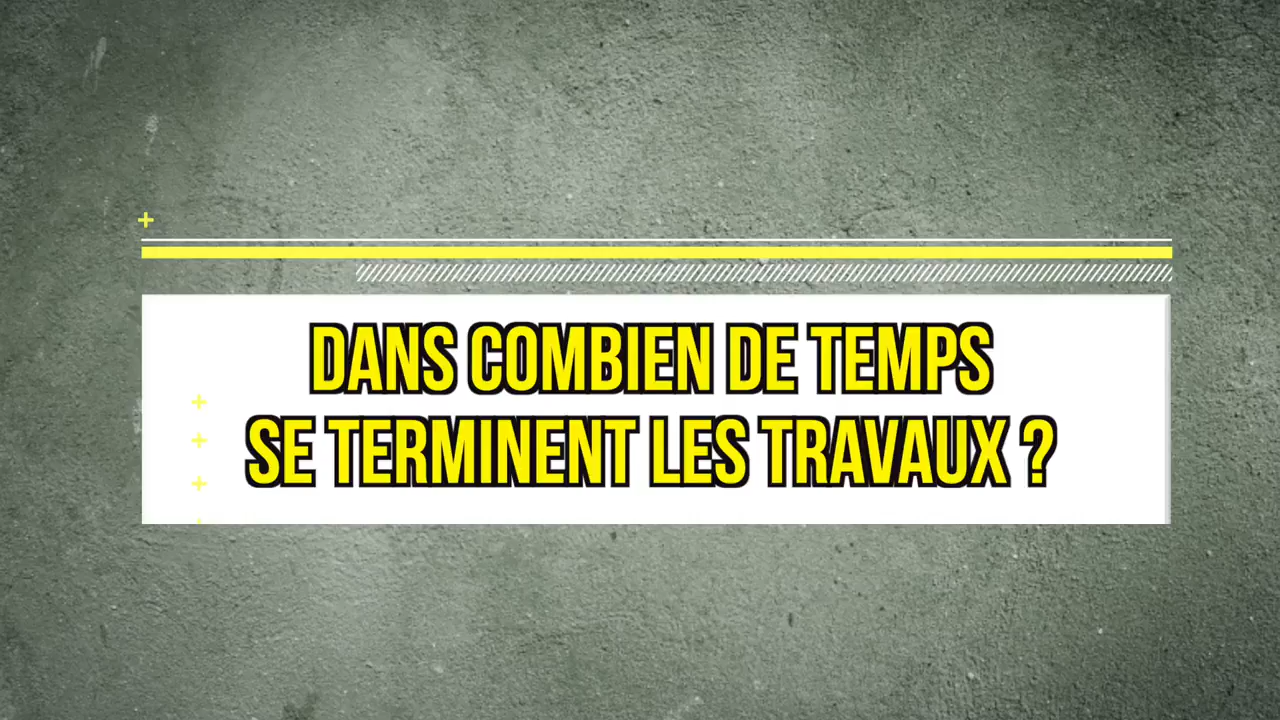 DANS COMBIEN DE TEMPS
SE TERMINENT LES TRAVAUX ?